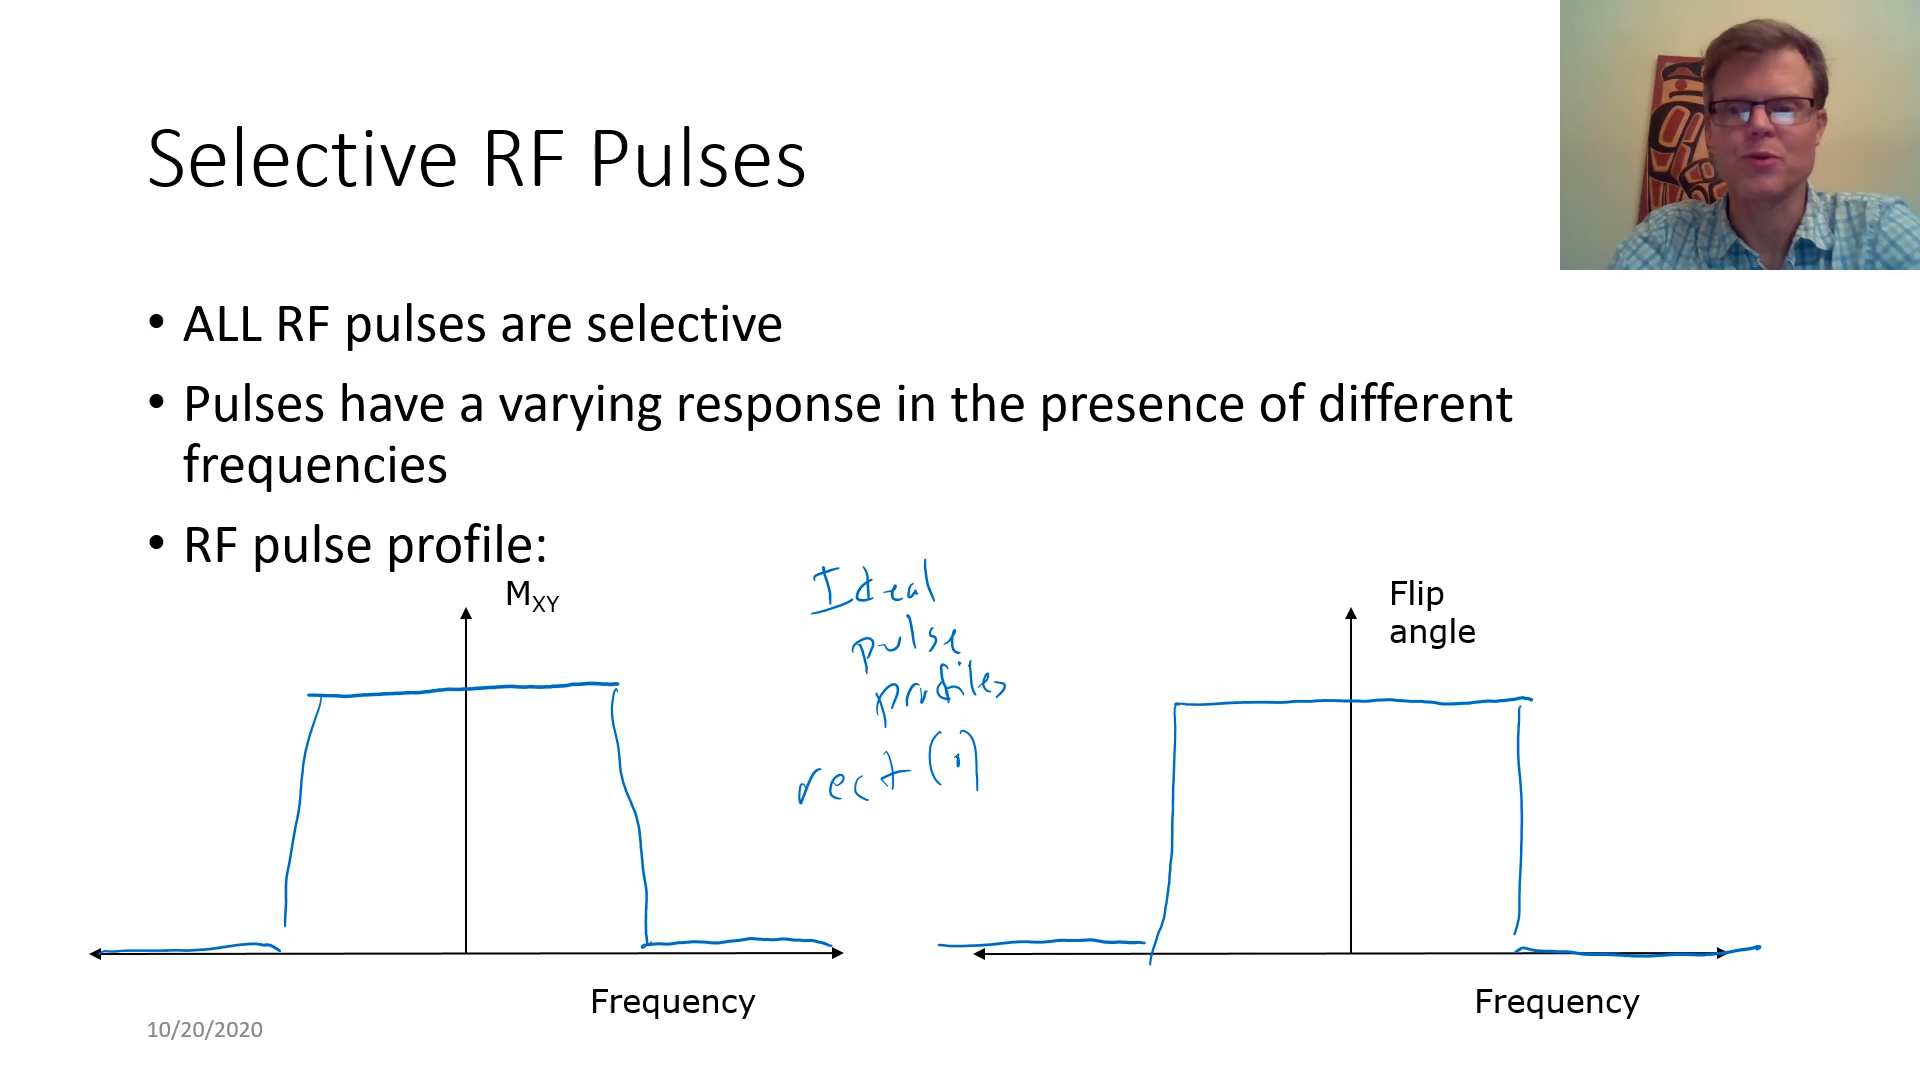 Selective RF Pulses
• ALL RF pulses are selective
• Pulses have a varying response in the presence of different
frequencies
• RF pulse profile:
MXY
Ideal
pulse
profiles
rect(·)
Flip
angle
Frequency
Frequency
10/20/2020